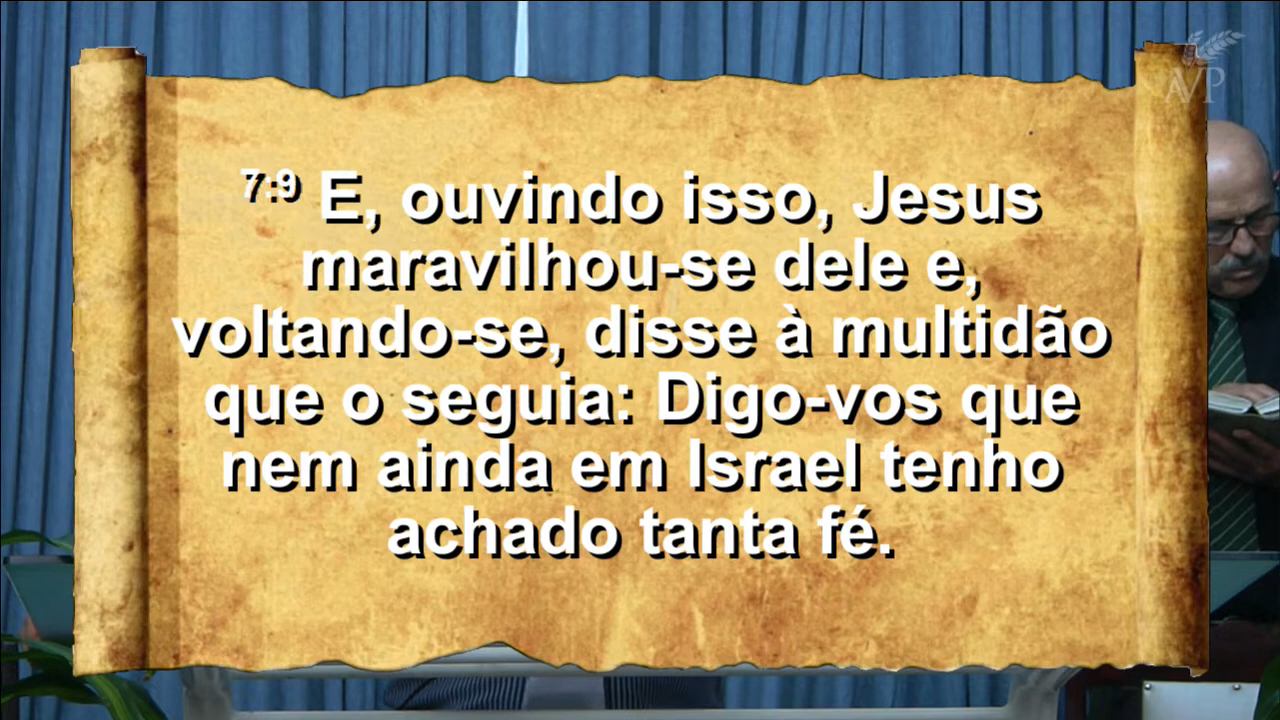 AVP
7:9 E, ouvindo isso, Jesus
maravilhou-se dele e,
voltando-se, disse à multidão
que o seguia: Digo-vos que
nem ainda em Israel tenho
achado tanta fé.